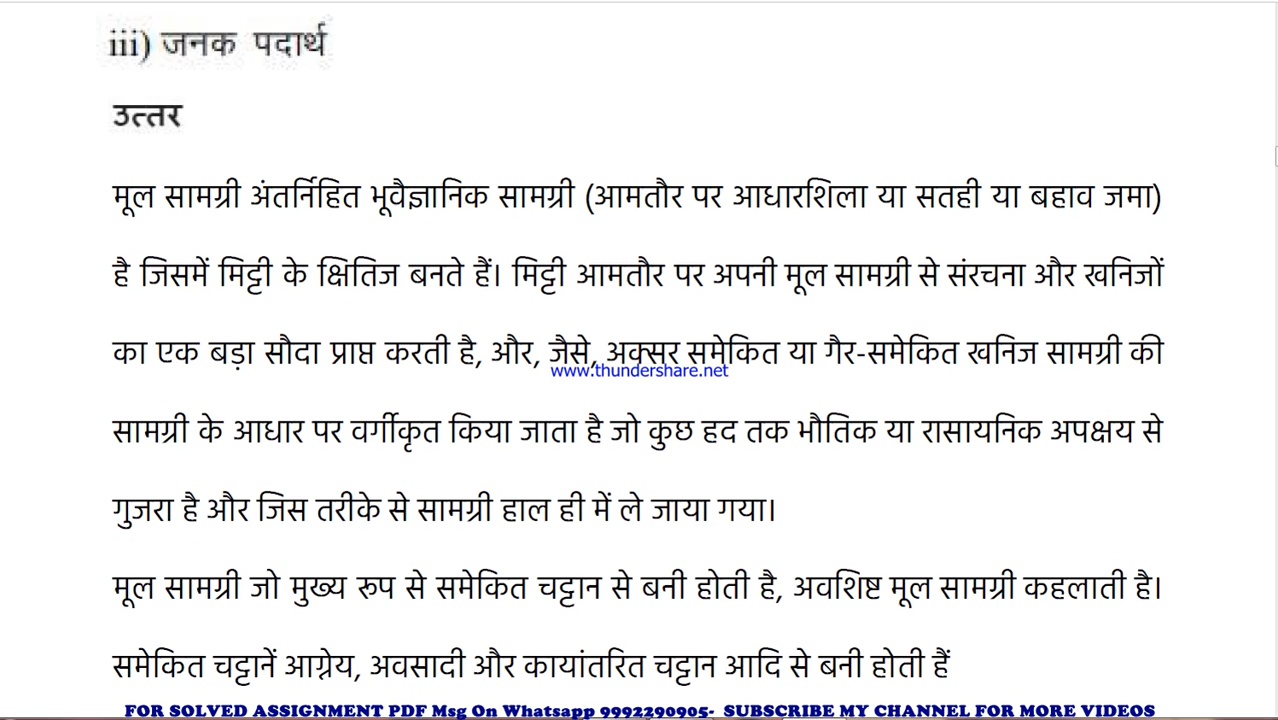 iii) जनक पदार्थ
उत्तर
मूल सामग्री अंतर्निहित भूवैज्ञानिक सामग्री (आमतौर पर आधारशिला या सतही या बहाव जमा)
है जिसमें मिट्टी के क्षितिज बनते हैं। मिट्टी आमतौर पर अपनी मूल सामग्री से संरचना और खनिजों
का एक बड़ा सौदा प्राप्त करती है, और, जैसे, अक्सर समेकित या गैर-समेकित खनिज सामग्री की
www.thundershare.net
सामग्री के आधार पर वर्गीकृत किया जाता है जो कुछ हद तक भौतिक या रासायनिक अपक्षय से
गुजरा है और जिस तरीके से सामग्री हाल ही में ले जाया गया।
मूल सामग्री जो मुख्य रूप से समेकित चट्टान से बनी होती है, अवशिष्ट मूल सामग्री कहलाती है।
समेकित चट्टानें आग्नेय, अवसादी और कायांतरित चट्टान आदि से बनी होती हैं
FOR SOLVED ASSIGNMENT PDF Msg On Whatsapp 9992290905- SUBSCRIBE MY CHANNEL FOR MORE VIDEOS